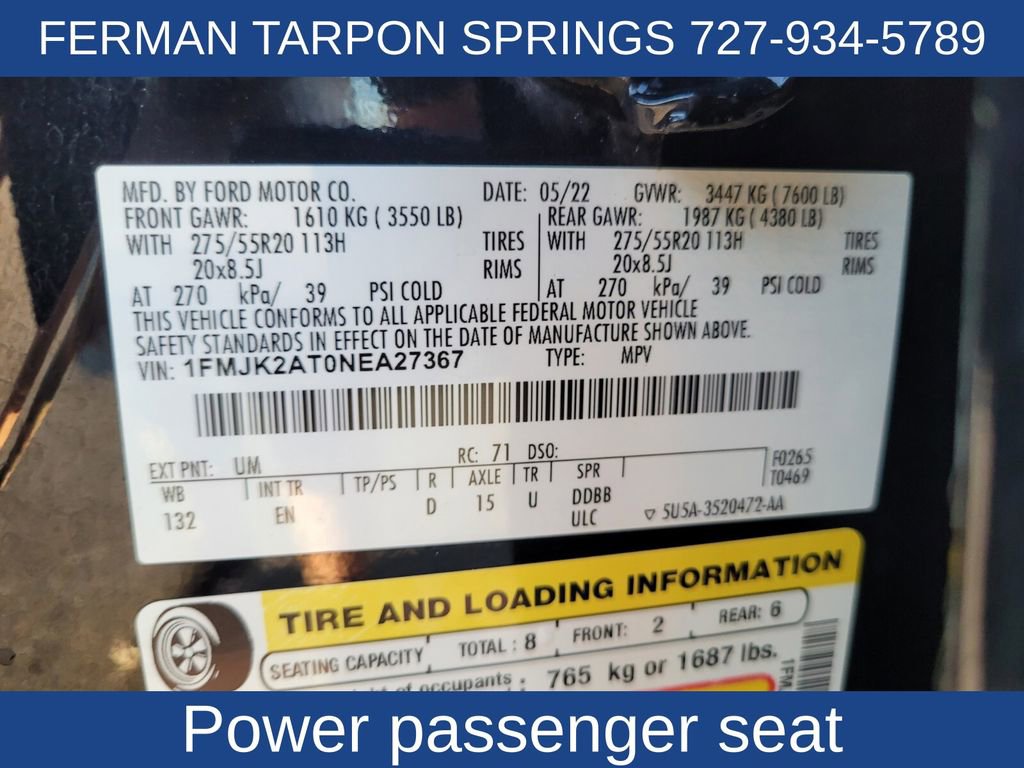 FERMAN TARPON SPRINGS 727-934-5789
MFD. BY FORD MOTOR CO. DATE: 05/22 GVWR: 3447 KG ( 7600 LB)
FRONT GAWR: 1610 KG ( 3550 LB) REAR GAWR: 1987 KG ( 4380 LB)
WITH 275/55R20 113H TIRES WITH 275/55R20 113H TIRES
20x8.5J RIMS 20x8.5J RIMS
AT 270 kPa/ 39 PSI COLD AT 270 kPa/ 39 PSI COLD
THIS VEHICLE CONFORMS TO ALL APPLICABLE FEDERAL MOTOR VEHICLE
SAFETY STANDARDS IN EFFECT ON THE DATE OF MANUFACTURE SHOWN ABOVE.
VIN: 1FMJK2AT0NEA27367 TYPE: MPV
EXT PNT: UM RC: 71 DSO: F0265
WB INT TR TP/PS R AXLE TR SPR T0469
132 EN D 15 U DDBB
ULC ▽ 5U5A-3520472-AA
TIRE AND LOADING INFORMATION
SEATING CAPACITY TOTAL : 8 FRONT: 2 REAR: 6
of occupants : 765 kg or 1687 lbs.
1FM
Power passenger seat